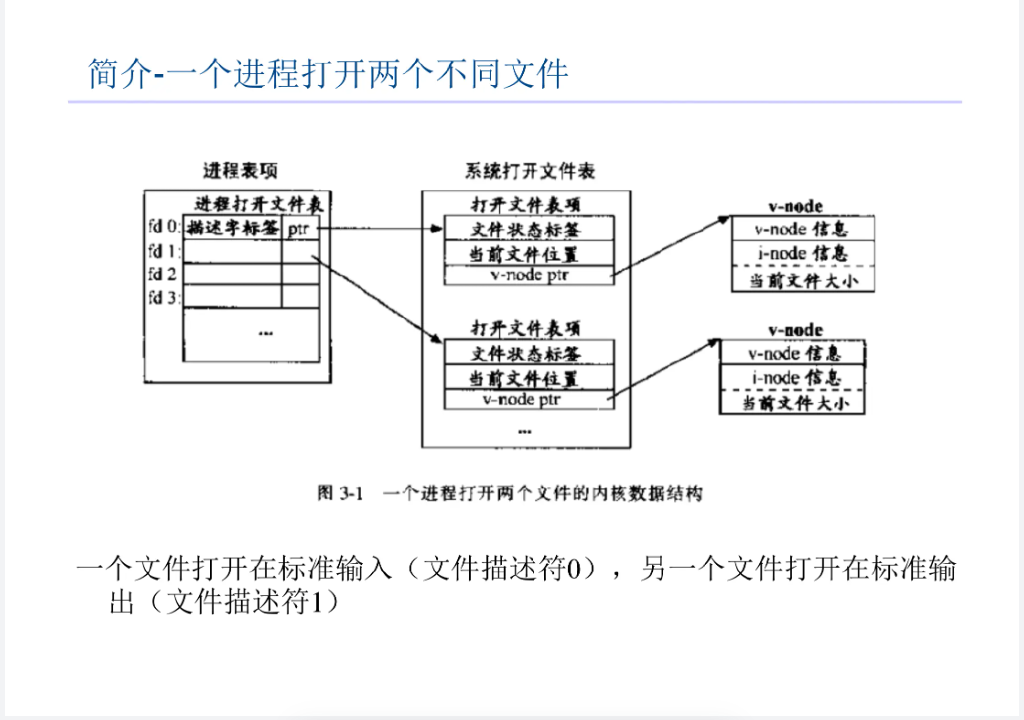 简介-一个进程打开两个不同文件
进程表项
进程打开文件表
fd 0: 描述字标签 ptr
fd 1:
fd 2
fd 3:
...
系统打开文件表
打开文件表项
文件状态标签
当前文件位置
v-node ptr
打开文件表项
文件状态标签
当前文件位置
v-node ptr
...
v-node
v-node 信息
i-node 信息
当前文件大小
v-node
v-node 信息
i-node 信息
当前文件大小
图 3-1 一个进程打开两个文件的内核数据结构
一个文件打开在标准输入（文件描述符0），另一个文件打开在标准输
出（文件描述符1）